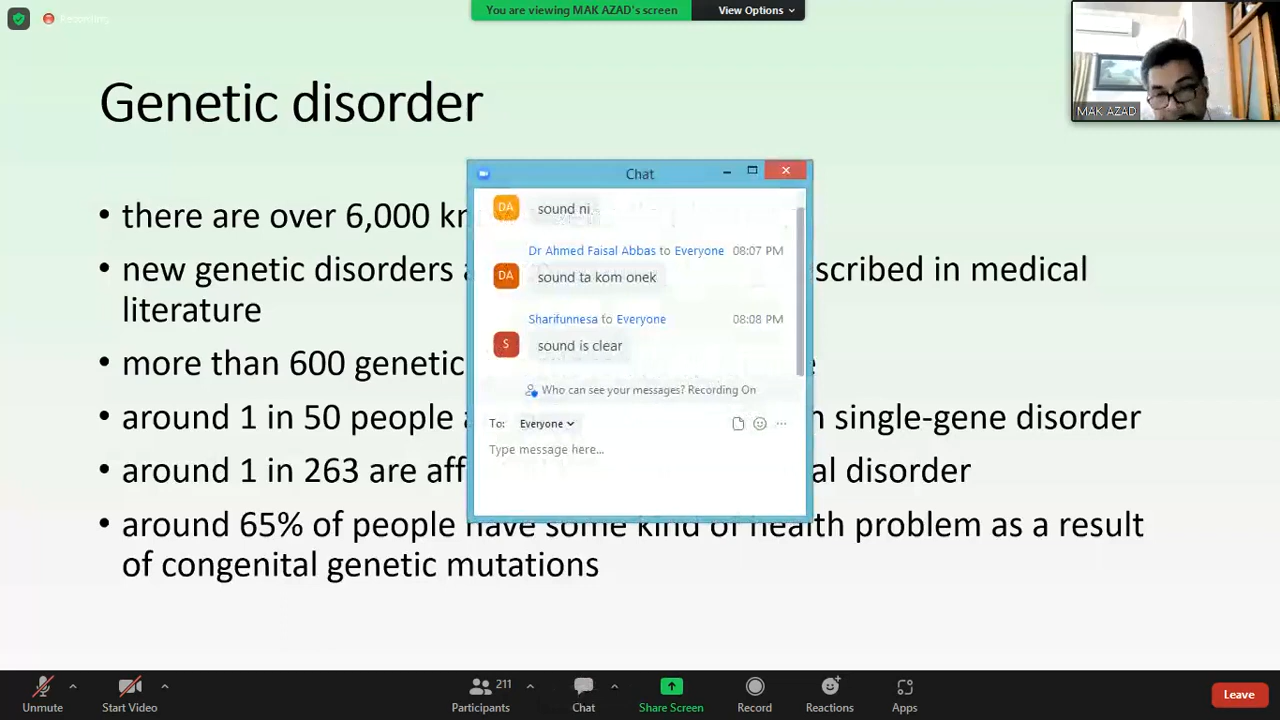 Recording
You are viewing MAK AZAD's screen
View Options
MAK AZAD
Genetic disorder
• there are over 6,000
• new genetic disorders scribed in medical
literature
• more than 600 genetic
• around 1 in 50 people single-gene disorder
• around 1 in 263 are disorder
• around 65% of people have some kind of health problem as a result
of congenital genetic mutations
Chat
DA
sound ni
Dr Ahmed Faisal Abbas to Everyone 08:07 PM
DA
sound ta kom onek
Sharifunnesa to Everyone 08:08 PM
S
sound is clear
Who can see your messages? Recording On
To: Everyone
Type message here...
Unmute
Start Video
211
Participants
Chat
Share Screen
Record
Reactions
Apps
Leave